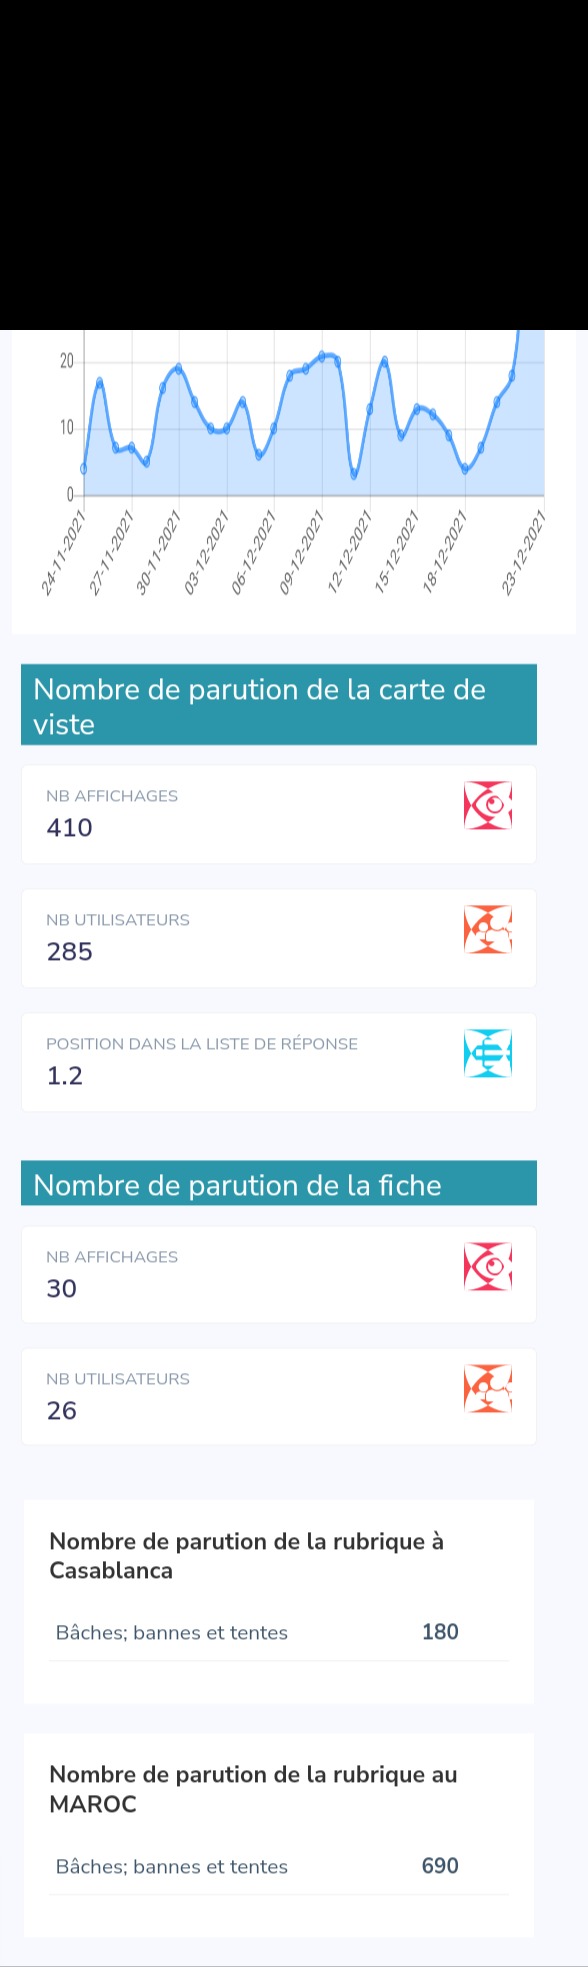 20
10
0
24-11-2021
27-11-2021
30-11-2021
03-12-2021
06-12-2021
09-12-2021
12-12-2021
15-12-2021
18-12-2021
23-12-2021
Nombre de parution de la carte de
viste
NB AFFICHAGES
410
NB UTILISATEURS
285
POSITION DANS LA LISTE DE RÉPONSE
1.2
Nombre de parution de la fiche
NB AFFICHAGES
30
NB UTILISATEURS
26
Nombre de parution de la rubrique à
Casablanca
Bâches; bannes et tentes 180
Nombre de parution de la rubrique au
MAROC
Bâches; bannes et tentes 690